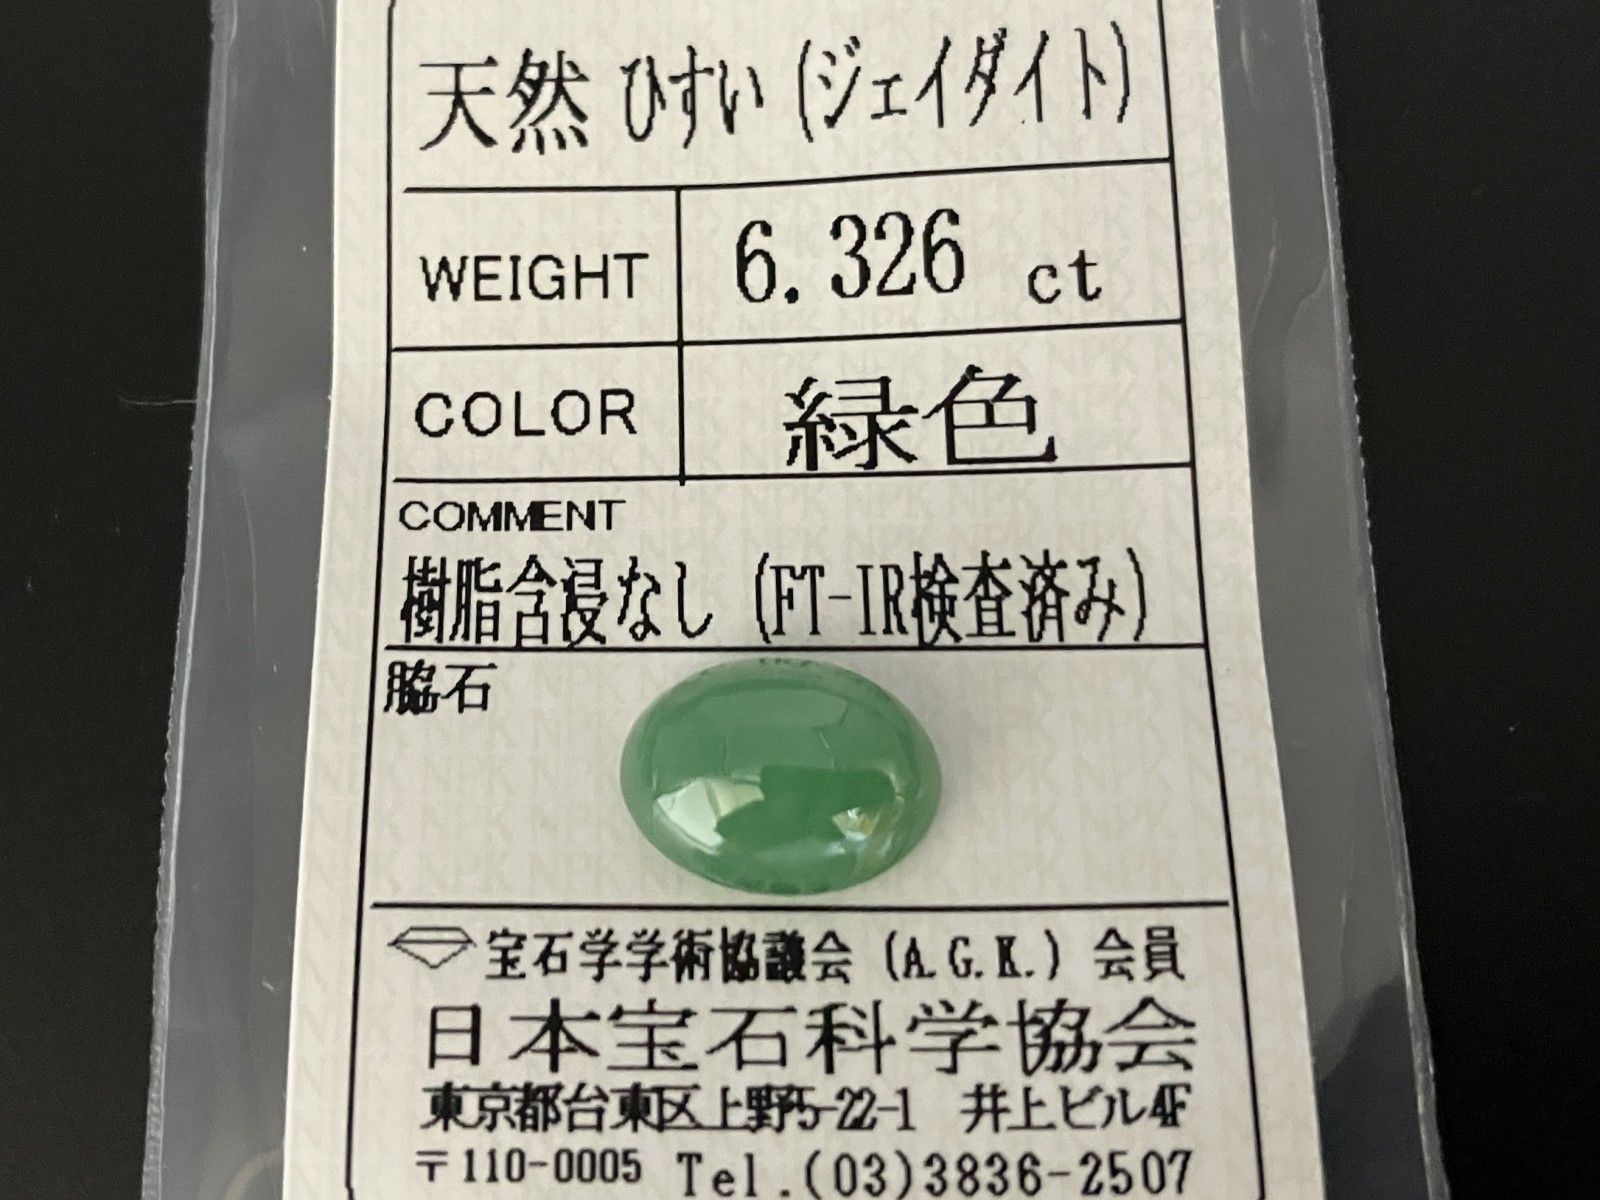 天然 ひすい (ジェイダイト)
WEIGHT 6.326 ct
COLOR 緑色
COMMENT
樹脂含浸なし (FT-IR検査済み)
脇石
宝石学学術協議会 (A.G.K.) 会員
日本宝石科学協会
東京都台東区上野5-22-1 井上ビル4F
〒110-0005 Tel.(03)3836-2507